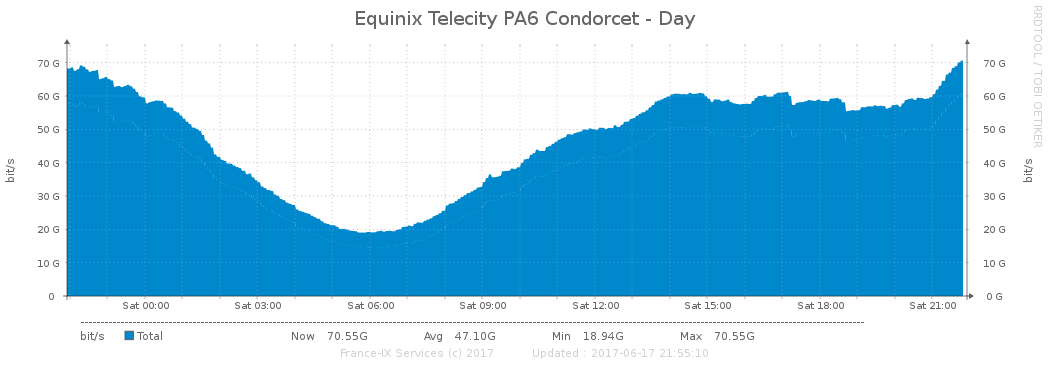 Equinix Telecity PA6 Condorcet - Day
RRDTOOL / TOBI OETIKER
bit/s
70 G
60 G
50 G
40 G
30 G
20 G
10 G
0
70 G
60 G
50 G
40 G
30 G
20 G
10 G
0 G
bit/s
Sat 00:00 Sat 03:00 Sat 06:00 Sat 09:00 Sat 12:00 Sat 15:00 Sat 18:00 Sat 21:00
bit/s Total Now 70.55G Avg 47.10G Min 18.94G Max 70.55G
France-IX Services (c) 2017 Updated : 2017-06-17 21:55:10